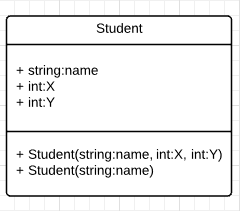 Student
+ string:name
+ int:X
+ int:Y
+ Student(string:name, int:X, int:Y)
+ Student(string:name)